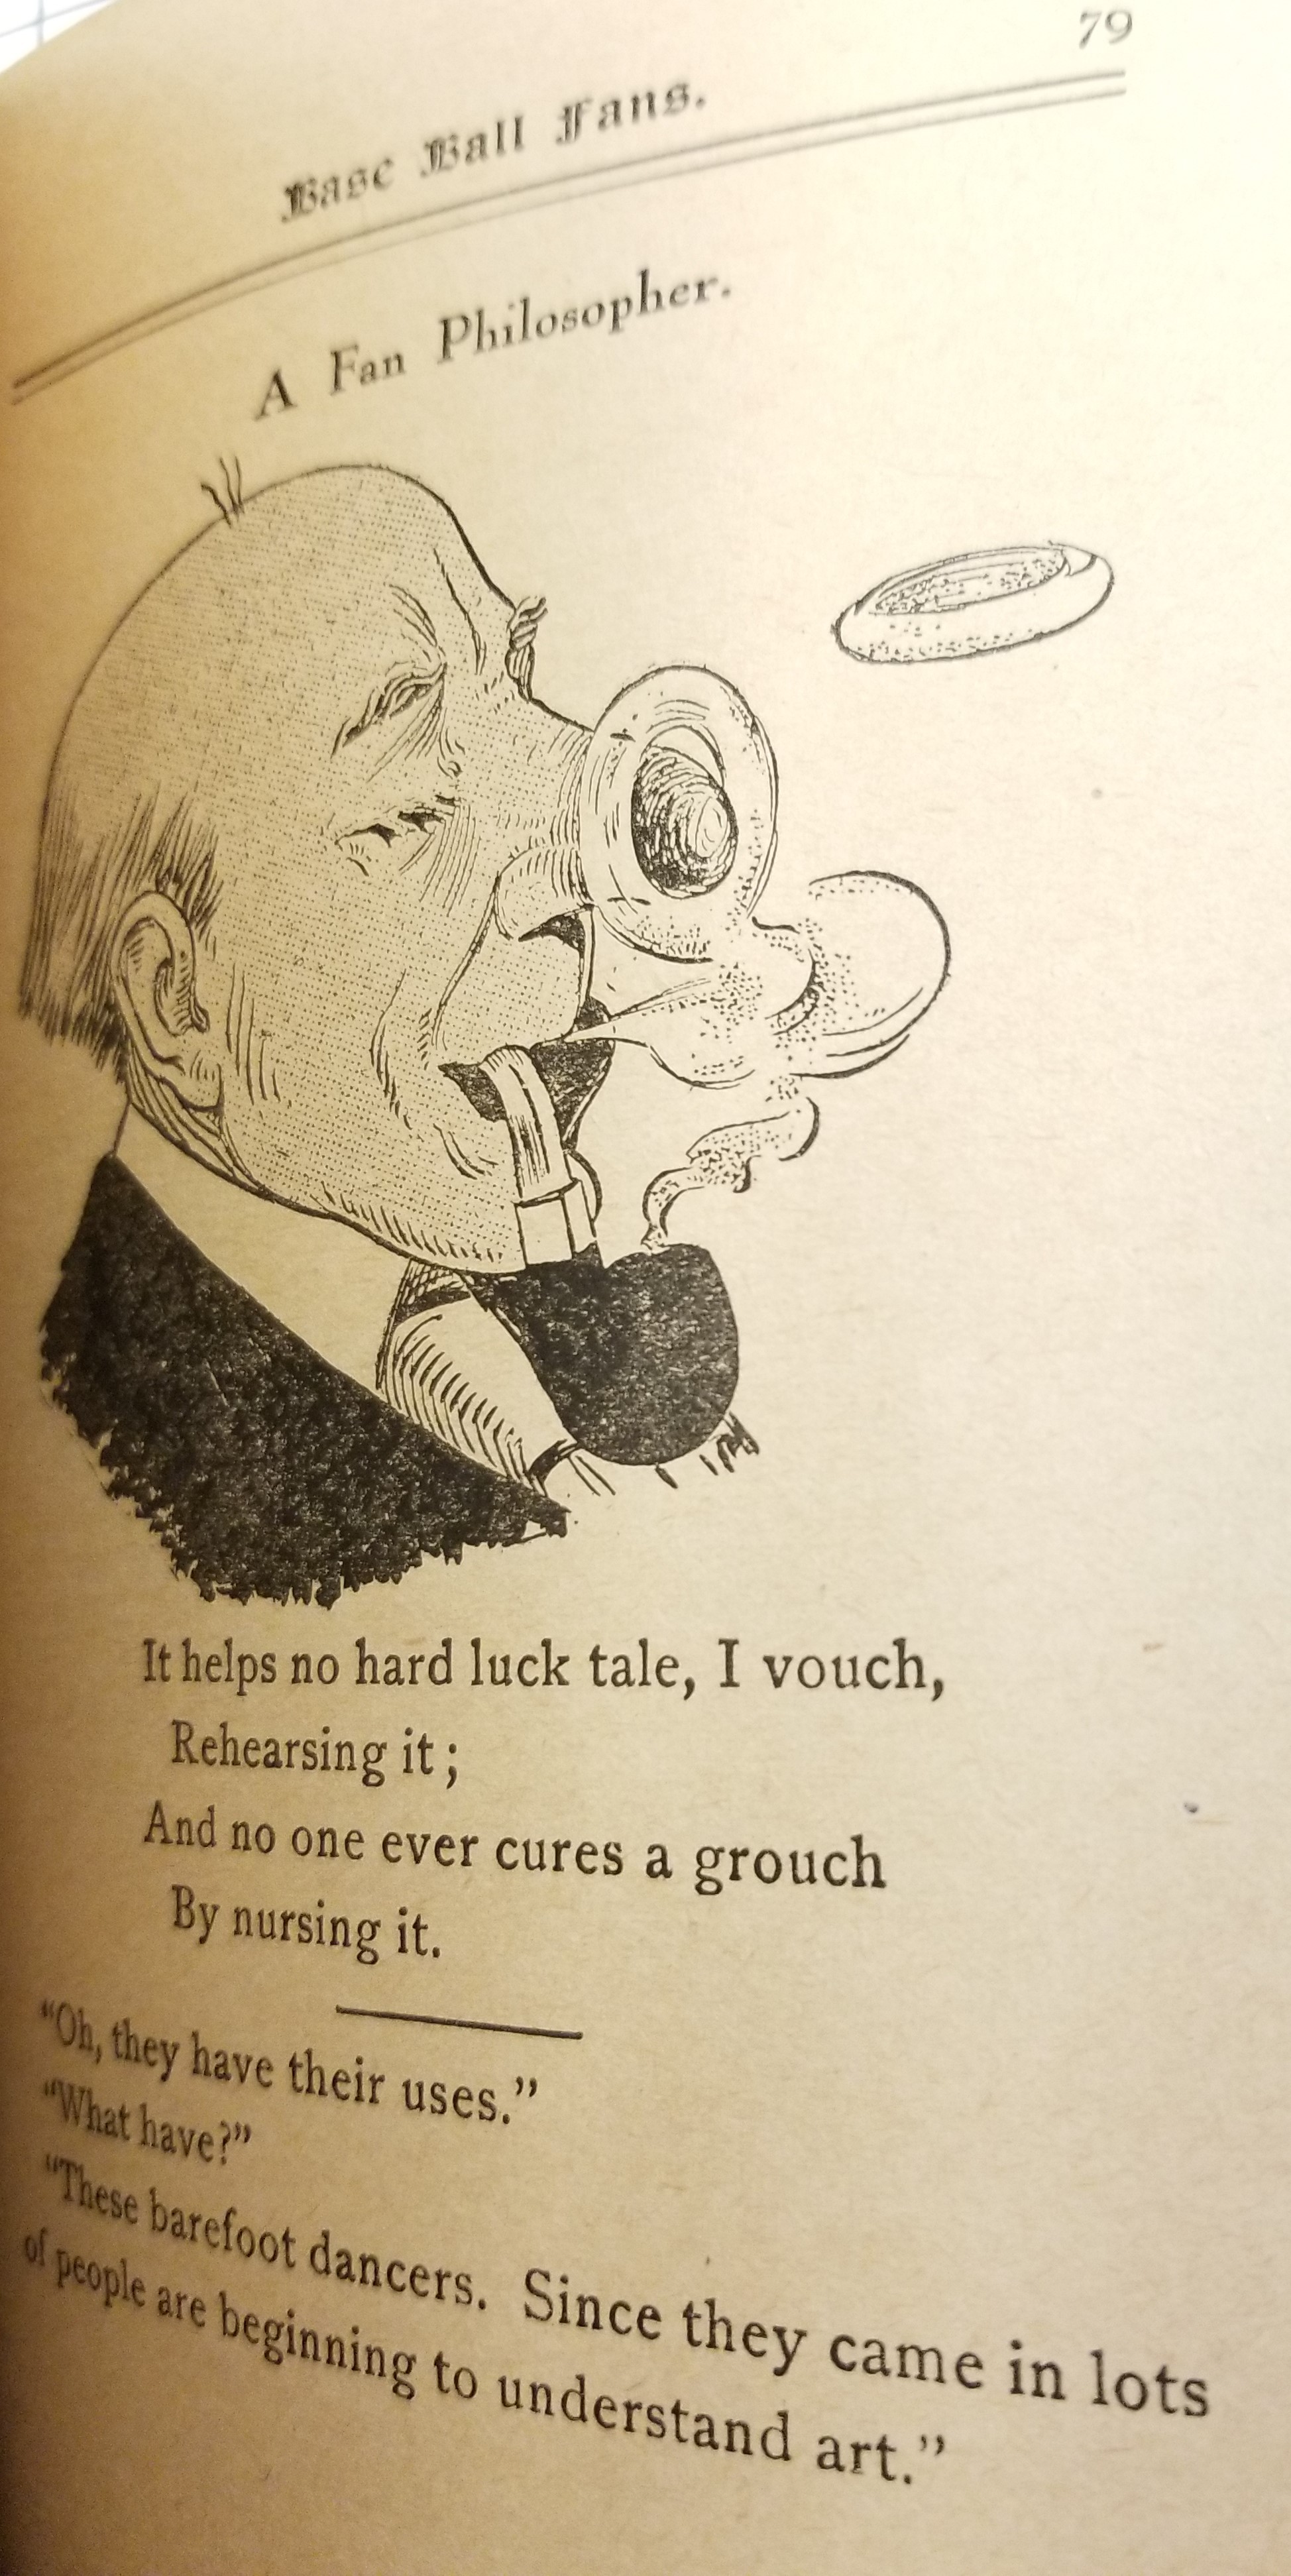 79
Base Ball Fans.
A Fan Philosopher.
It helps no hard luck tale, I vouch,
Rehearsing it;
And no one ever cures a grouch
By nursing it.
"Oh, they have their uses."
"What have?"
"These barefoot dancers. Since they came in lots
of people are beginning to understand art."